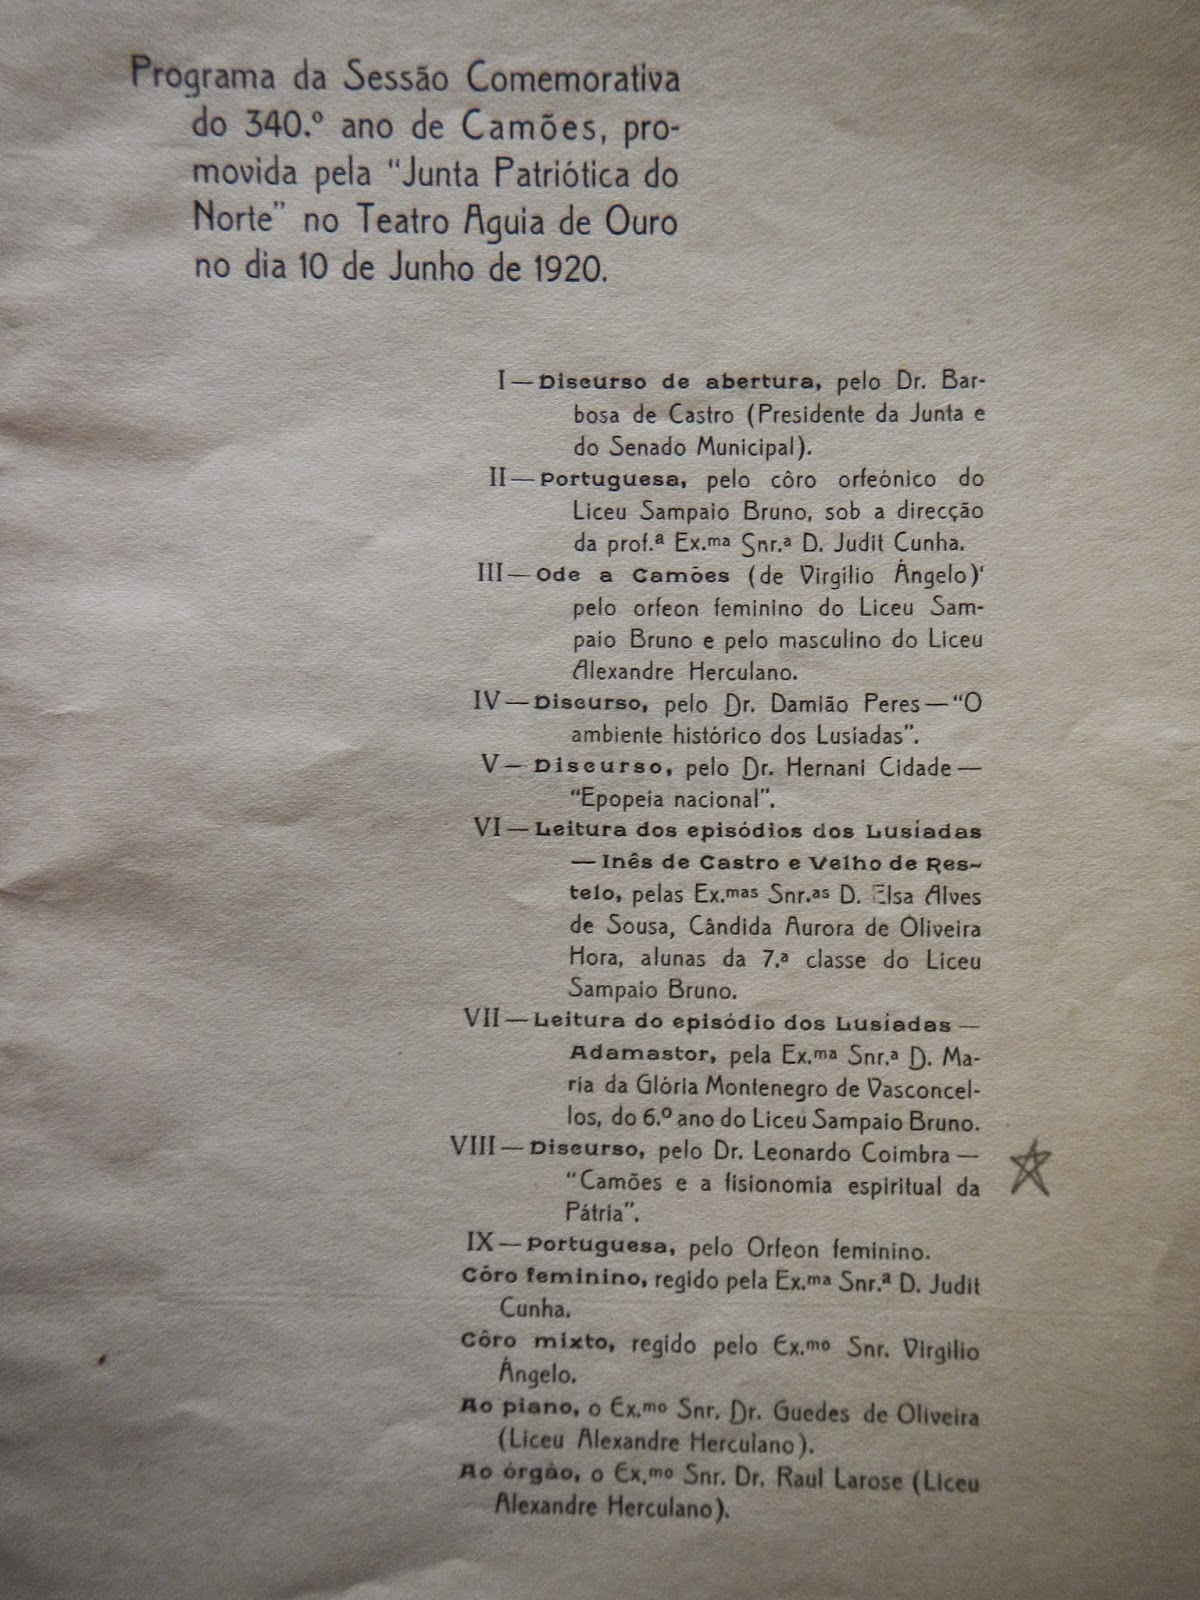 Programa da Sessão Comemorativa
do 340.º ano de Camões, pro-
movida pela “Junta Patriótica do
Norte” no Teatro Aguia de Ouro
no dia 10 de Junho de 1920.
I — Discurso de abertura, pelo Dr. Bar-
bosa de Castro (Presidente da Junta e
do Senado Municipal).
II — Portuguesa, pelo côro orfeónico do
Liceu Sampaio Bruno, sob a direcção
da prof.ª Ex.ma Snr.ª D. Judit Cunha.
III — Ode a Camões (de Virgílio Ángelo)‘
pelo orfeon feminino do Liceu Sam-
paio Bruno e pelo masculino do Liceu
Alexandre Herculano.
IV — Discurso, pelo Dr. Damião Peres — “O
ambiente histórico dos Lusíadas”.
V — Discurso, pelo Dr. Hernani Cidade —
“Epopeia nacional”.
VI — Leitura dos episódios dos Lusíadas
— Inês de Castro e Velho de Res-
telo, pelas Ex.mas Snr.as D. Elsa Alves
de Sousa, Cândida Aurora de Oliveira
Hora, alunas da 7.ª classe do Liceu
Sampaio Bruno.
VII — Leitura do episódio dos Lusíadas —
Adamastor, pela Ex.ma Snr.ª D. Ma-
ria da Glória Montenegro de Vasconcel-
los, do 6.º ano do Liceu Sampaio Bruno.
VIII — Discurso, pelo Dr. Leonardo Coimbra —
“Camões e a fisionomia espiritual da
Pátria”.
IX — Portuguesa, pelo Orfeon feminino.
Côro feminino, regido pela Ex.ma Snr.ª D. Judit
Cunha.
Côro mixto, regido pelo Ex.mo Snr. Virgilio
Ángelo.
Ao piano, o Ex.mo Snr. Dr. Guedes de Oliveira
(Liceu Alexandre Herculano).
Ao órgão, o Ex.mo Snr. Dr. Raul Larose (Liceu
Alexandre Herculano).